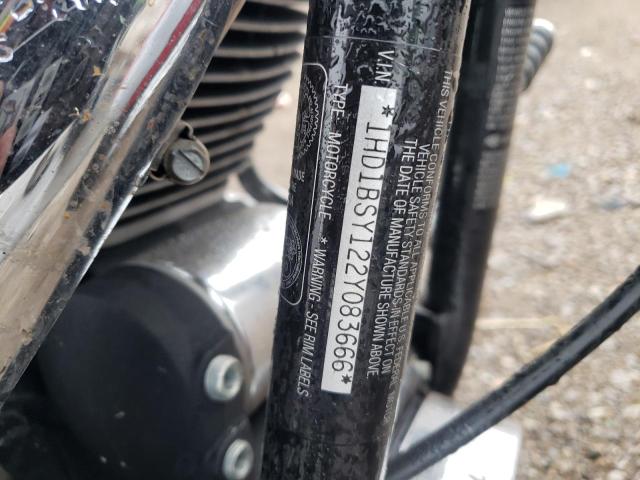 THIS VEHICLE CONFORMS TO ALL APPLICABLE U.S. FEDERAL
VEHICLE SAFETY STANDARDS IN EFFECT ON
THE DATE OF MANUFACTURE SHOWN ABOVE
V.I.N.
*1HD1BSY122Y083666*
TYPE: MOTORCYCLE * WARNING - SEE RIM LABELS